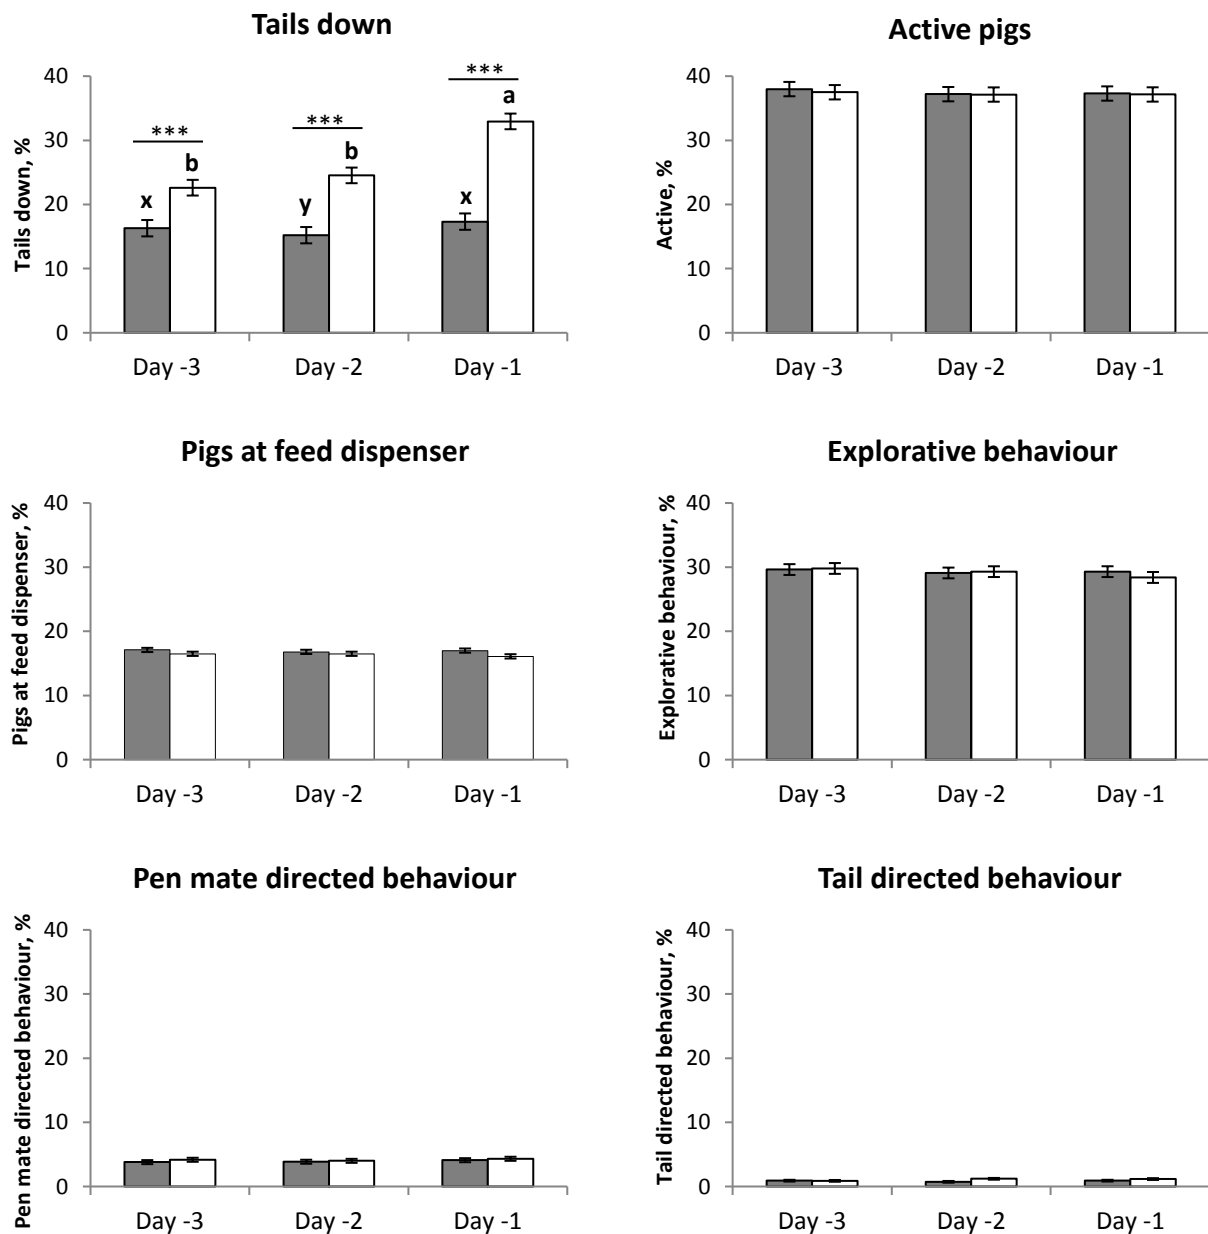 Tails down
Tails down, %
40
30
20
10
0
***
***
***
x
b
y
b
x
a
Day -3
Day -2
Day -1
Active pigs
Active, %
40
30
20
10
0
Day -3
Day -2
Day -1
Pigs at feed dispenser
Pigs at feed dispenser, %
40
30
20
10
0
Day -3
Day -2
Day -1
Explorative behaviour
Explorative behaviour, %
40
30
20
10
0
Day -3
Day -2
Day -1
Pen mate directed behaviour
Pen mate directed behaviour, %
40
30
20
10
0
Day -3
Day -2
Day -1
Tail directed behaviour
Tail directed behaviour, %
40
30
20
10
0
Day -3
Day -2
Day -1